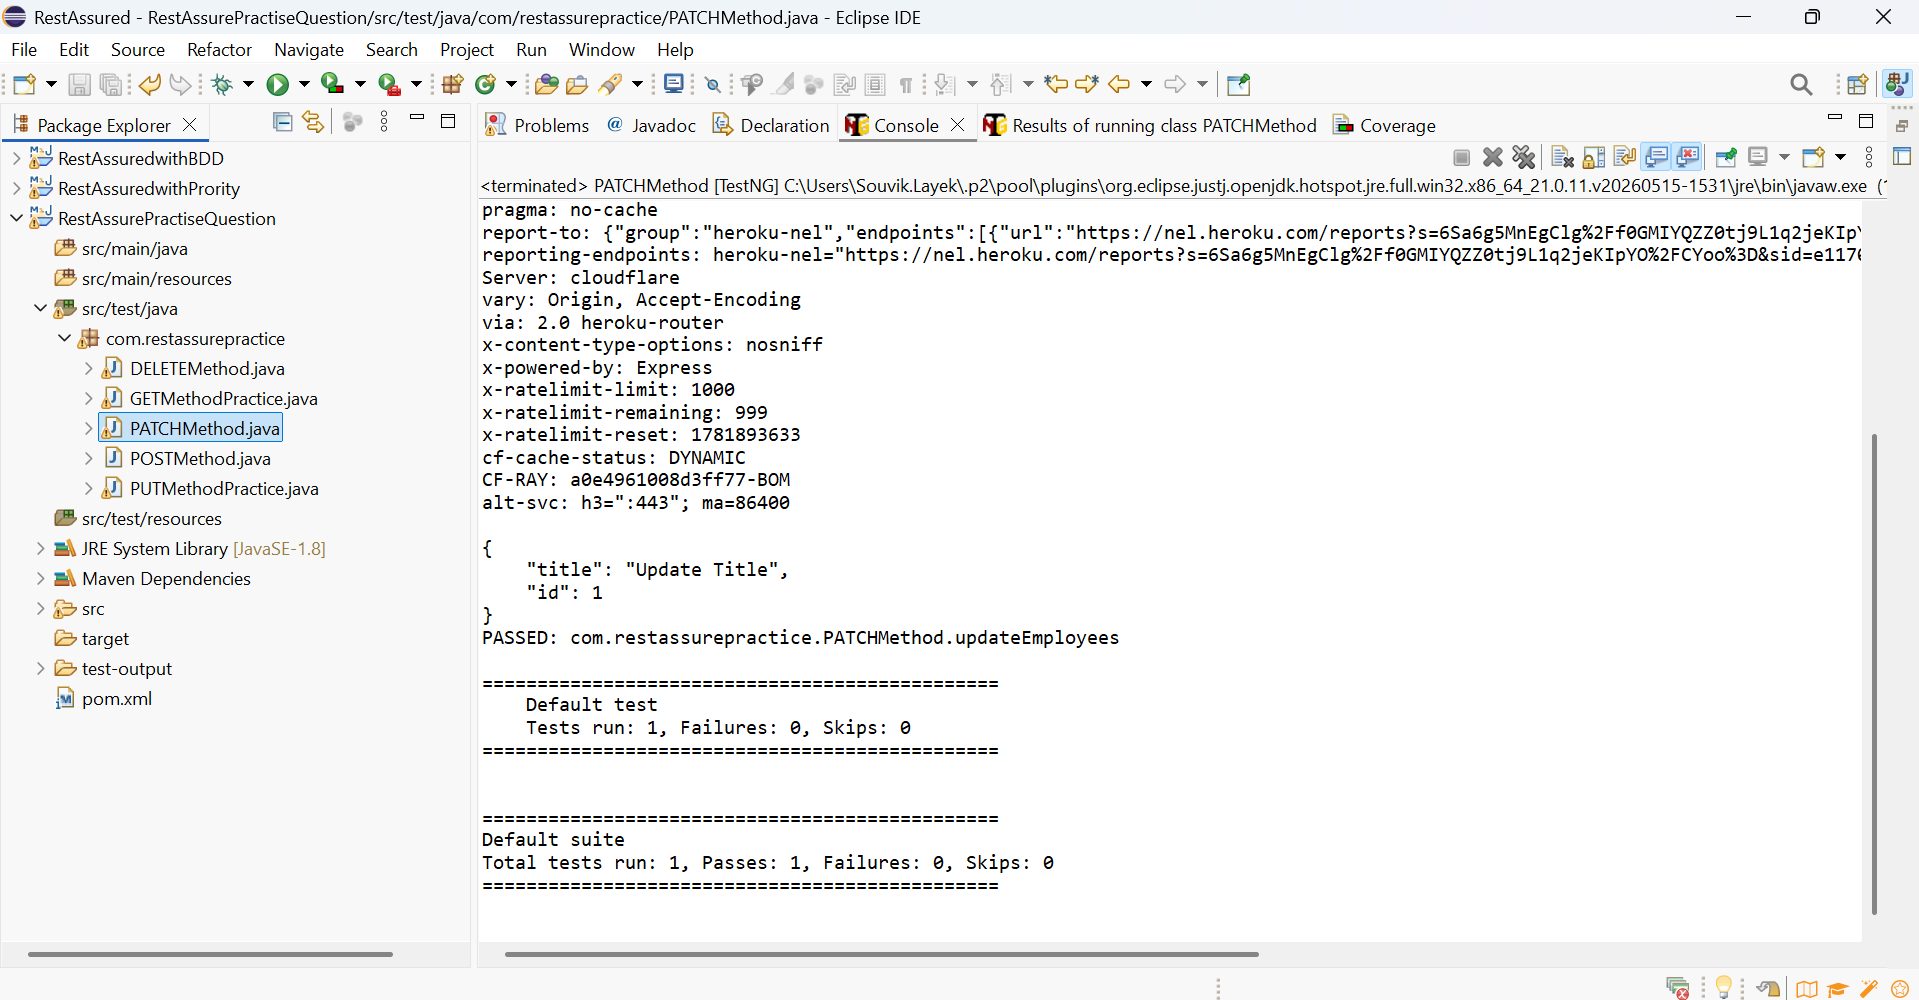 RestAssured - RestAssurePractiseQuestion/src/test/java/com/restassurepractice/PATCHMethod.java - Eclipse IDE
File Edit Source Refactor Navigate Search Project Run Window Help
Package Explorer
RestAssuredwithBDD
RestAssuredwithPrority
RestAssurePractiseQuestion
src/main/java
src/main/resources
src/test/java
com.restassurepractice
DELETEMethod.java
GETMethodPractice.java
PATCHMethod.java
POSTMethod.java
PUTMethodPractice.java
src/test/resources
JRE System Library [JavaSE-1.8]
Maven Dependencies
src
target
test-output
pom.xml
Problems Javadoc Declaration Console Results of running class PATCHMethod Coverage
<terminated> PATCHMethod [TestNG] C:\Users\Souvik.Layek\.p2\pool\plugins\org.eclipse.justj.openjdk.hotspot.jre.full.win32.x86_64_21.0.11.v20260515-1531\jre\bin\javaw.exe
pragma: no-cache
report-to: {"group":"heroku-nel","endpoints":[{"url":"https://nel.heroku.com/reports?s=6Sa6g5MnEgClg%2Ff0GMIYQZZ0tj9L1q2jeKIpY
reporting-endpoints: heroku-nel="https://nel.heroku.com/reports?s=6Sa6g5MnEgClg%2Ff0GMIYQZZ0tj9L1q2jeKIpYO%2FCYoo%3D&sid=e1170
Server: cloudflare
vary: Origin, Accept-Encoding
via: 2.0 heroku-router
x-content-type-options: nosniff
x-powered-by: Express
x-ratelimit-limit: 1000
x-ratelimit-remaining: 999
x-ratelimit-reset: 1781893633
cf-cache-status: DYNAMIC
CF-RAY: a0e4961008d3ff77-BOM
alt-svc: h3=":443"; ma=86400
{
"title": "Update Title",
"id": 1
}
PASSED: com.restassurepractice.PATCHMethod.updateEmployees
===============================================
Default test
Tests run: 1, Failures: 0, Skips: 0
===============================================
===============================================
Default suite
Total tests run: 1, Passes: 1, Failures: 0, Skips: 0
===============================================